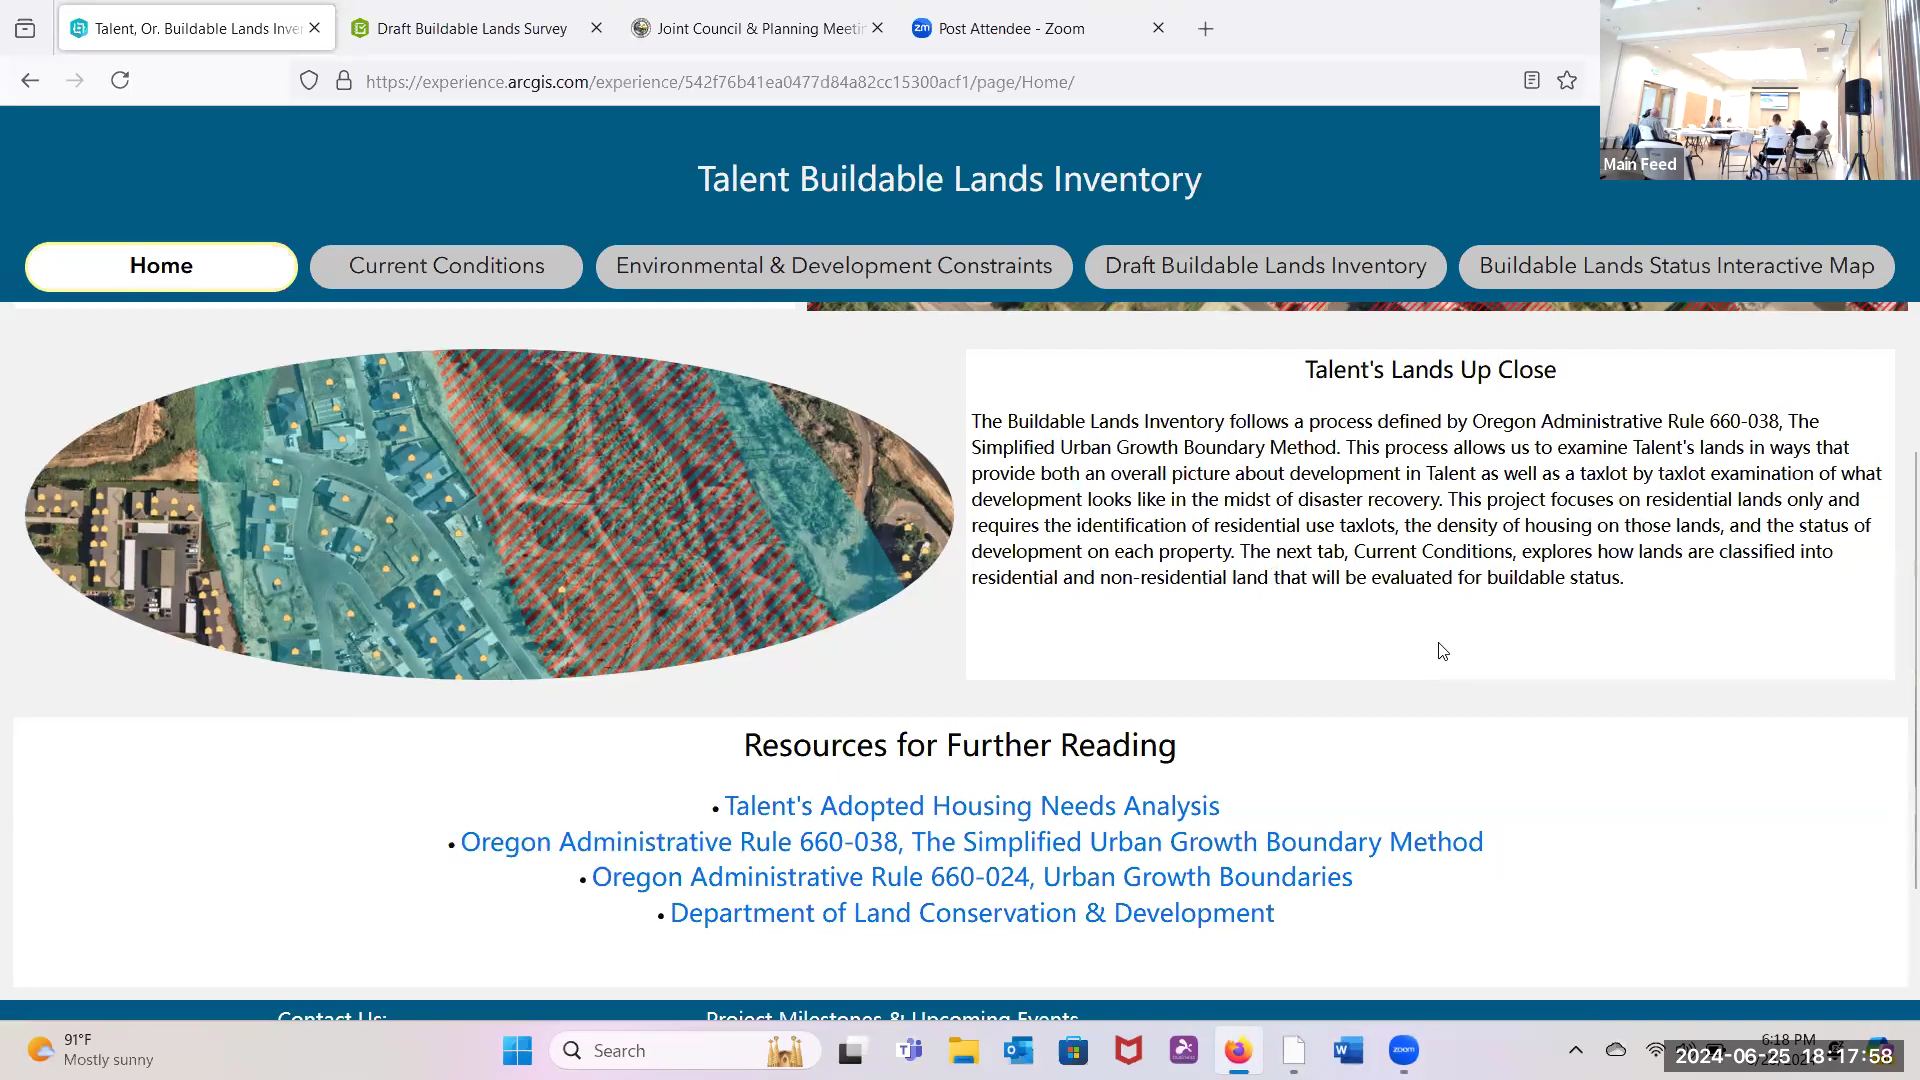 Talent, Or. Buildable Lands Inver
Draft Buildable Lands Survey
Joint Council & Planning Meetin
zm Post Attendee - Zoom
https://experience.arcgis.com/experience/542f76b41ea0477d84a82cc15300acf1/page/Home/
Main Feed
Talent Buildable Lands Inventory
Home
Current Conditions
Environmental & Development Constraints
Draft Buildable Lands Inventory
Buildable Lands Status Interactive Map
Talent's Lands Up Close
The Buildable Lands Inventory follows a process defined by Oregon Administrative Rule 660-038, The
Simplified Urban Growth Boundary Method. This process allows us to examine Talent's lands in ways that
provide both an overall picture about development in Talent as well as a taxlot by taxlot examination of what
development looks like in the midst of disaster recovery. This project focuses on residential lands only and
requires the identification of residential use taxlots, the density of housing on those lands, and the status of
development on each property. The next tab, Current Conditions, explores how lands are classified into
residential and non-residential land that will be evaluated for buildable status.
Resources for Further Reading
• Talent's Adopted Housing Needs Analysis
• Oregon Administrative Rule 660-038, The Simplified Urban Growth Boundary Method
• Oregon Administrative Rule 660-024, Urban Growth Boundaries
• Department of Land Conservation & Development
Contact Us:
Project Milestones & Upcoming Events
91°F
Mostly sunny
Search
zoom
6:18 PM
2024-06-25 18:17:58